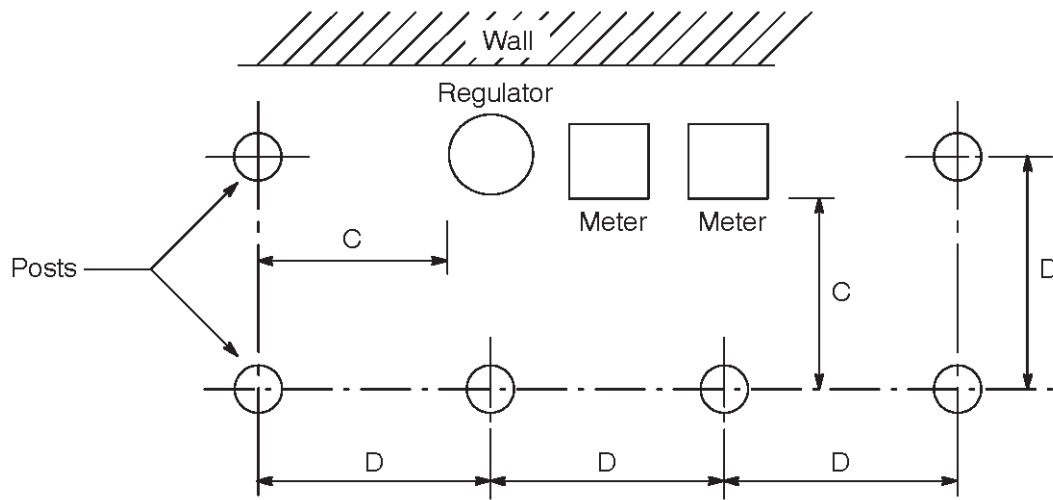 Wall
Regulator
Meter Meter
C
Posts
C
D
D D D